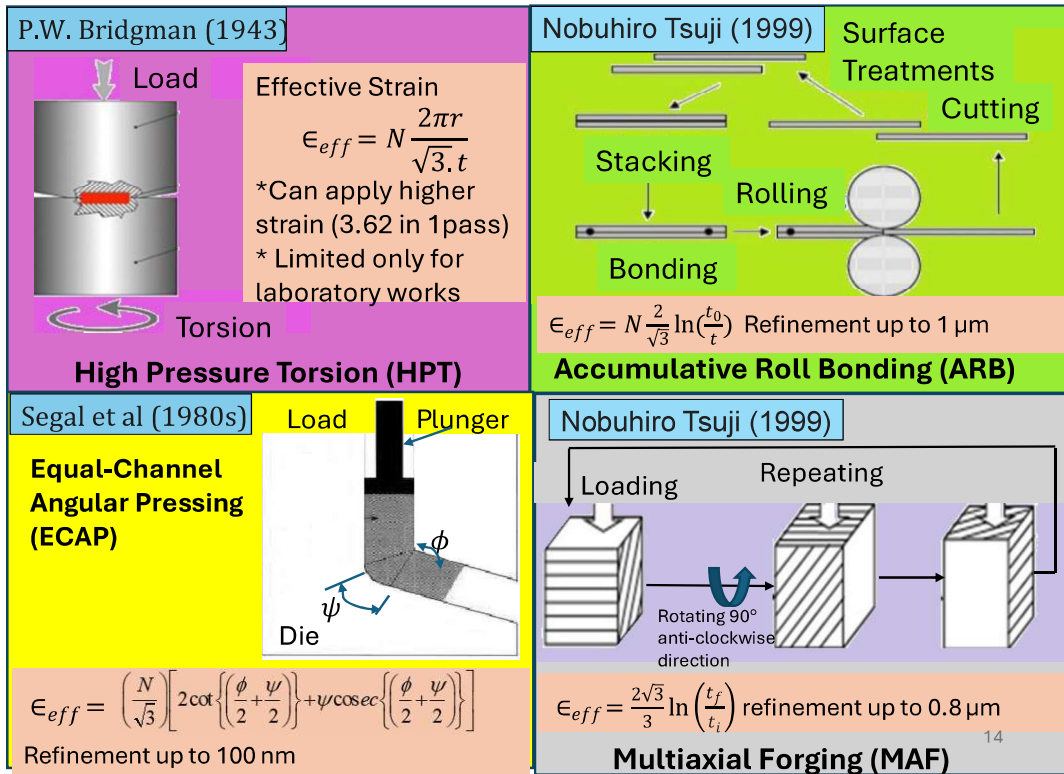 P.W. Bridgman (1943)
Load
Torsion
Effective Strain
∈eff = N 2πr / √3.t
*Can apply higher
strain (3.62 in 1pass)
* Limited only for
laboratory works
High Pressure Torsion (HPT)
Nobuhiro Tsuji (1999)
Surface
Treatments
Cutting
Stacking
Rolling
Bonding
∈eff = N 2/√3 ln(t0/t) Refinement up to 1 µm
Accumulative Roll Bonding (ARB)
Segal et al (1980s)
Equal-Channel
Angular Pressing
(ECAP)
Load
Plunger
ϕ
ψ
Die
∈eff = (N/√3)[2cot{(ϕ/2+ψ/2)}+ψcosec{(ϕ/2+ψ/2)}]
Refinement up to 100 nm
Nobuhiro Tsuji (1999)
Repeating
Loading
Rotating 90°
anti-clockwise
direction
∈eff = 2√3/3 ln(tf/ti) refinement up to 0.8 µm
14
Multiaxial Forging (MAF)